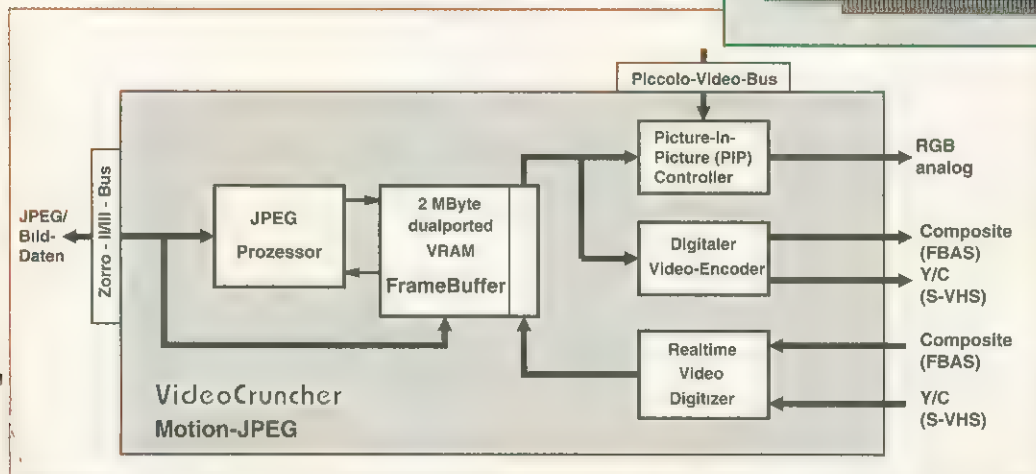 Piccolo-Video-Bus
Zorro - II/III - Bus
JPEG/
Bild-
Daten
JPEG
Prozessor
2 MByte
dualported
VRAM
FrameBuffer
Picture-In-
Picture (PIP)
Controller
RGB
analog
Digitaler
Video-Encoder
Composite
(FBAS)
Y/C
(S-VHS)
Realtime
Video
Digitizer
Composite
(FBAS)
Y/C
(S-VHS)
VideoCruncher
Motion-JPEG